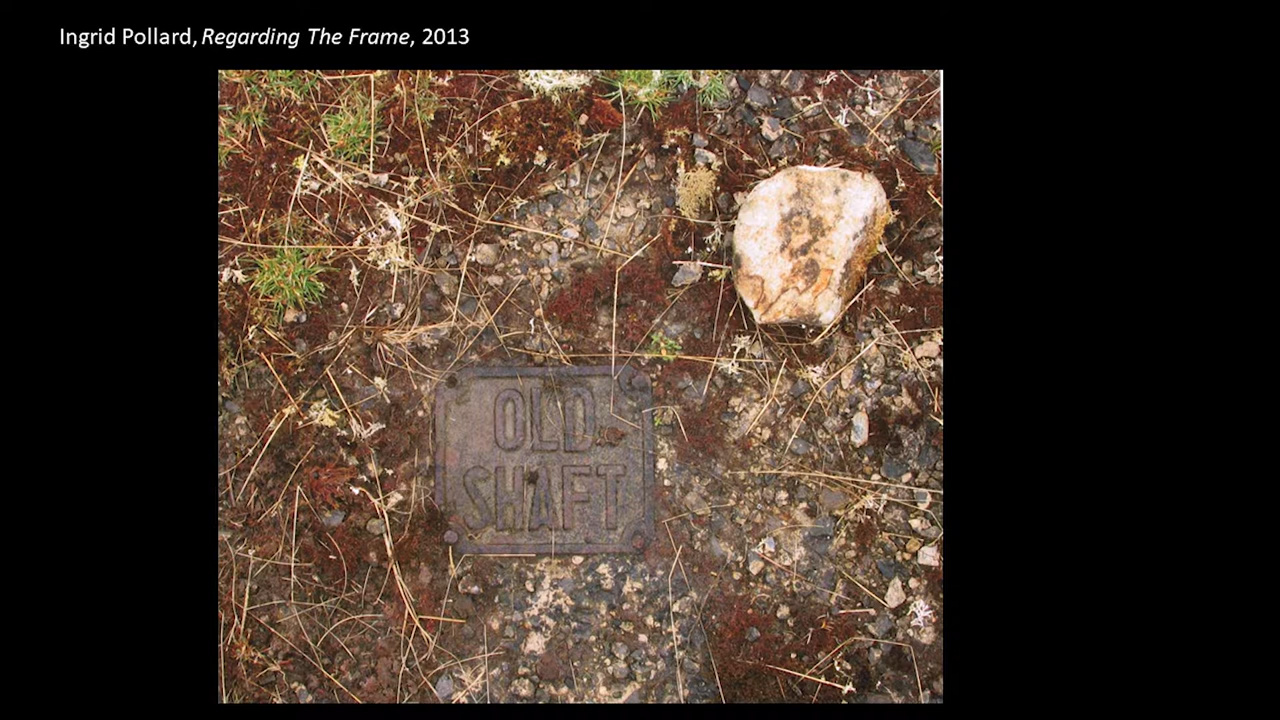 Ingrid Pollard, Regarding The Frame, 2013
OLD
SHAFT